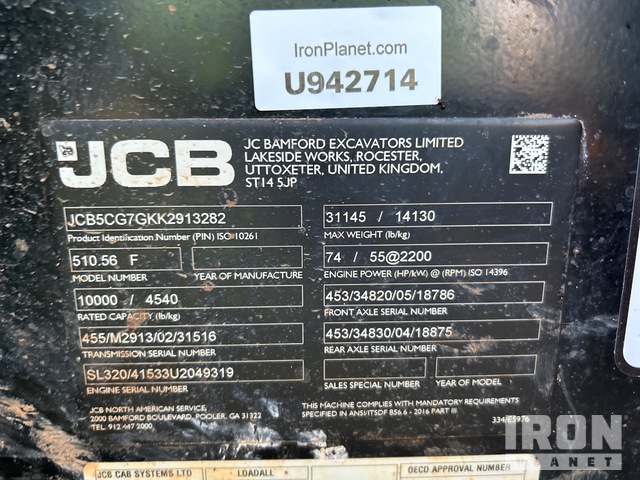 IronPlanet.com
U942714
JCB
JC BAMFORD EXCAVATORS LIMITED
LAKESIDE WORKS, ROCESTER,
UTTOXETER, UNITED KINGDOM,
ST14 5JP
JCB5CG7GKK2913282
Product Identification Number (PIN) ISO 10261
510.56 F
MODEL NUMBER YEAR OF MANUFACTURE
10000 / 4540
RATED CAPACITY (lb/kg)
455/M2913/02/31516
TRANSMISSION SERIAL NUMBER
SL320/41533U2049319
ENGINE SERIAL NUMBER
JCB NORTH AMERICAN SERVICE,
2000 BAMFORD BOULEVARD, POOLER, GA 31322
TEL. 912 447 2000
31145 / 14130
MAX WEIGHT (lb/kg)
74 / 55@2200
ENGINE POWER (HP/kW) @ (RPM) ISO 14396
453/34820/05/18786
FRONT AXLE SERIAL NUMBER
453/34830/04/18875
REAR AXLE SERIAL NUMBER
SALES SPECIAL NUMBER YEAR OF MODEL
THIS MACHINE COMPLIES WITH MANDATORY REQUIREMENTS
SPECIFIED IN ANSI/ITSDF B56.6 - 2016 PART III
334/E5976
JCB CAB SYSTEMS LTD LOADALL OECD APPROVAL NUMBER
IRON
PLANET